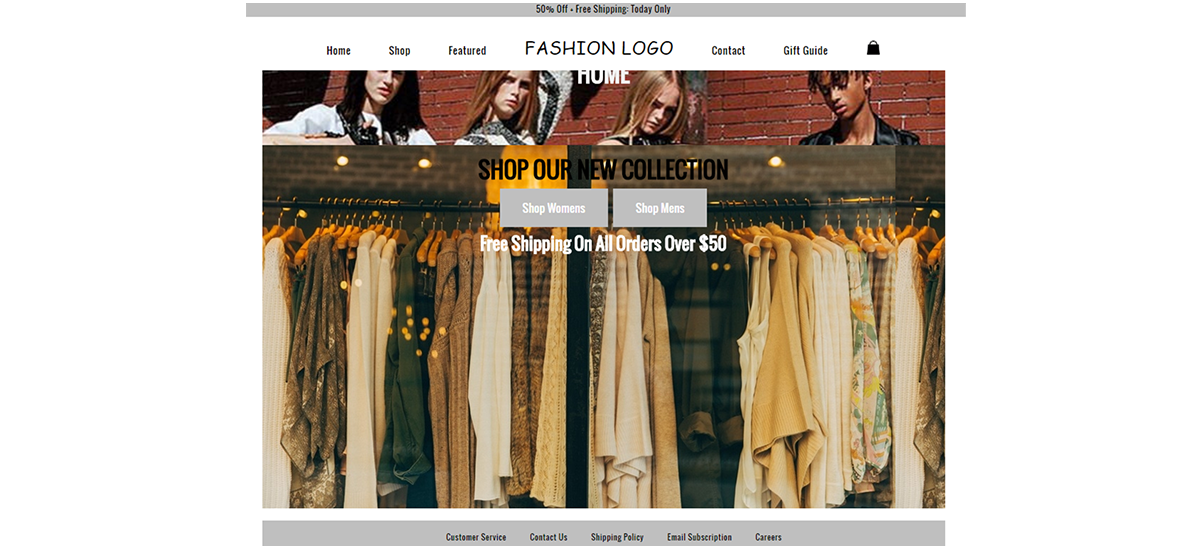 50% Off + Free Shipping: Today Only
Home Shop Featured FASHION LOGO Contact Gift Guide
HOME
SHOP OUR NEW COLLECTION
Shop Womens Shop Mens
Free Shipping On All Orders Over $50
Customer Service Contact Us Shipping Policy Email Subscription Careers